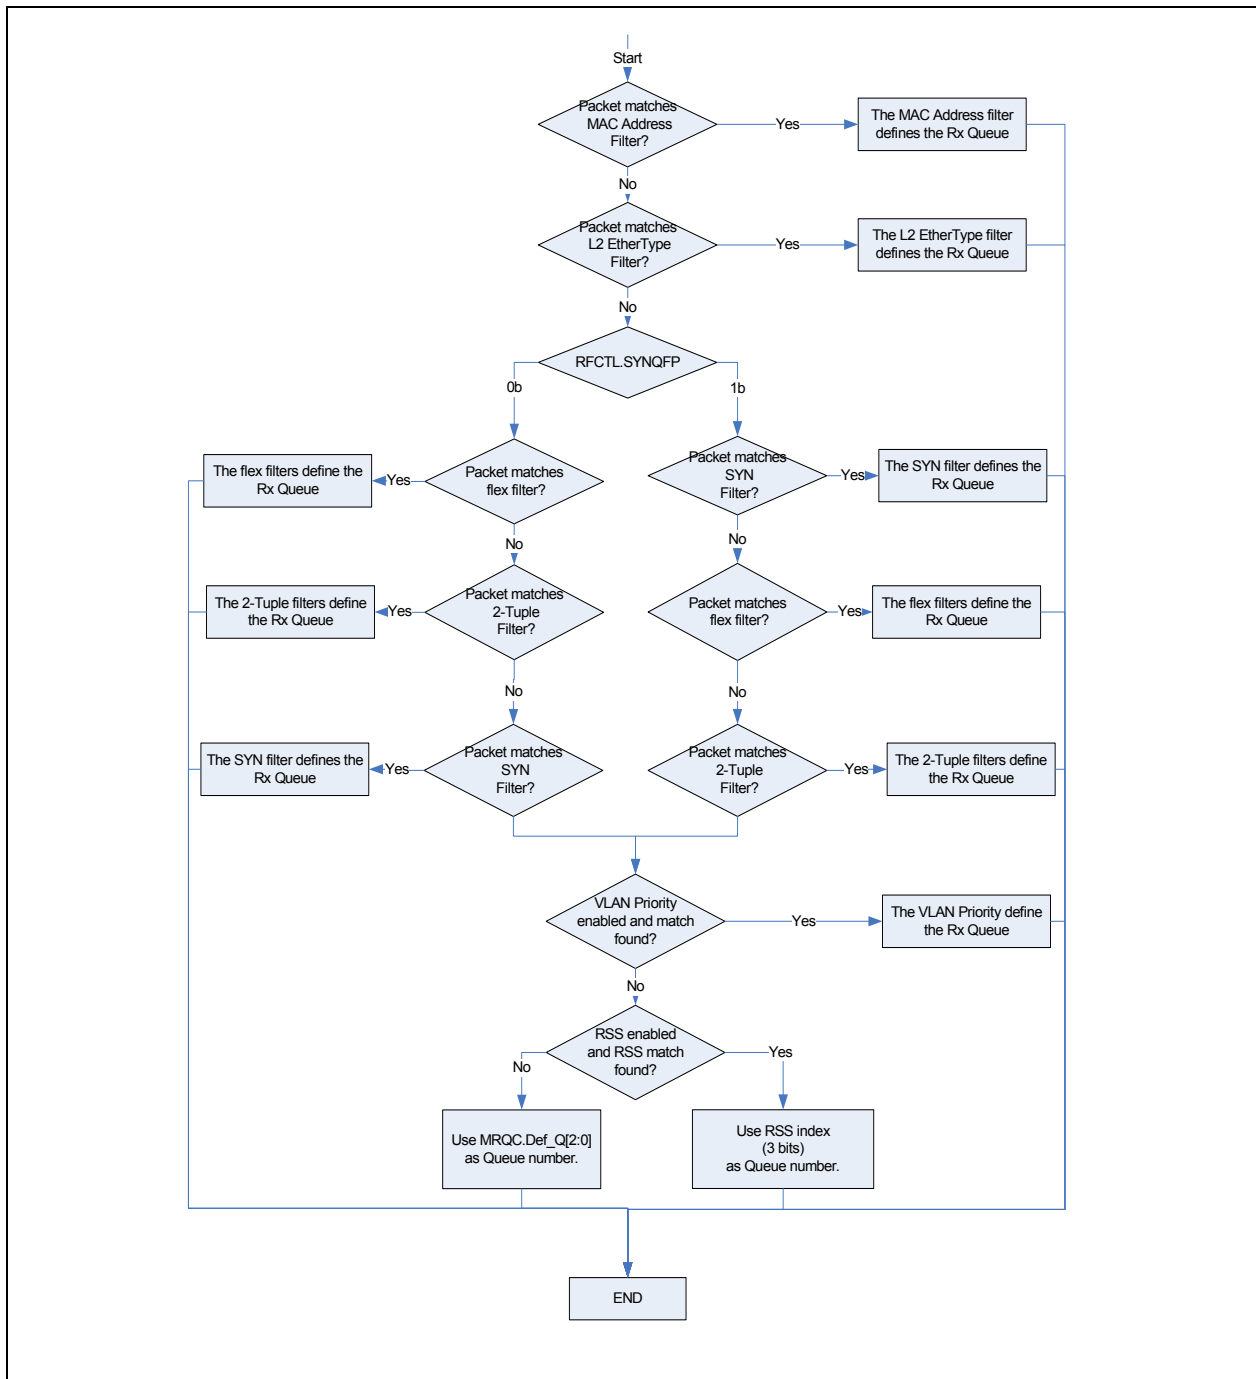 Start
Packet matches
MAC Address
Filter?
Yes
The MAC Address filter
defines the Rx Queue
No
Packet matches
L2 EtherType
Filter?
Yes
The L2 EtherType filter
defines the Rx Queue
No
RFCTL.SYNQFP
0b
1b
The flex filters define the
Rx Queue
Yes
Packet matches
flex filter?
Packet matches
SYN
Filter?
Yes
The SYN filter defines the
Rx Queue
No
No
The 2-Tuple filters define
the Rx Queue
Yes
Packet matches
2-Tuple
Filter?
Packet matches
flex filter?
Yes
The flex filters define the
Rx Queue
No
No
The SYN filter defines the
Rx Queue
Yes
Packet matches
SYN
Filter?
Packet matches
2-Tuple
Filter?
Yes
The 2-Tuple filters define
the Rx Queue
VLAN Priority
enabled and match
found?
Yes
The VLAN Priority define
the Rx Queue
No
RSS enabled
and RSS match
found?
No
Yes
Use MRQC.Def_Q[2:0]
as Queue number.
Use RSS index
(3 bits)
as Queue number.
END